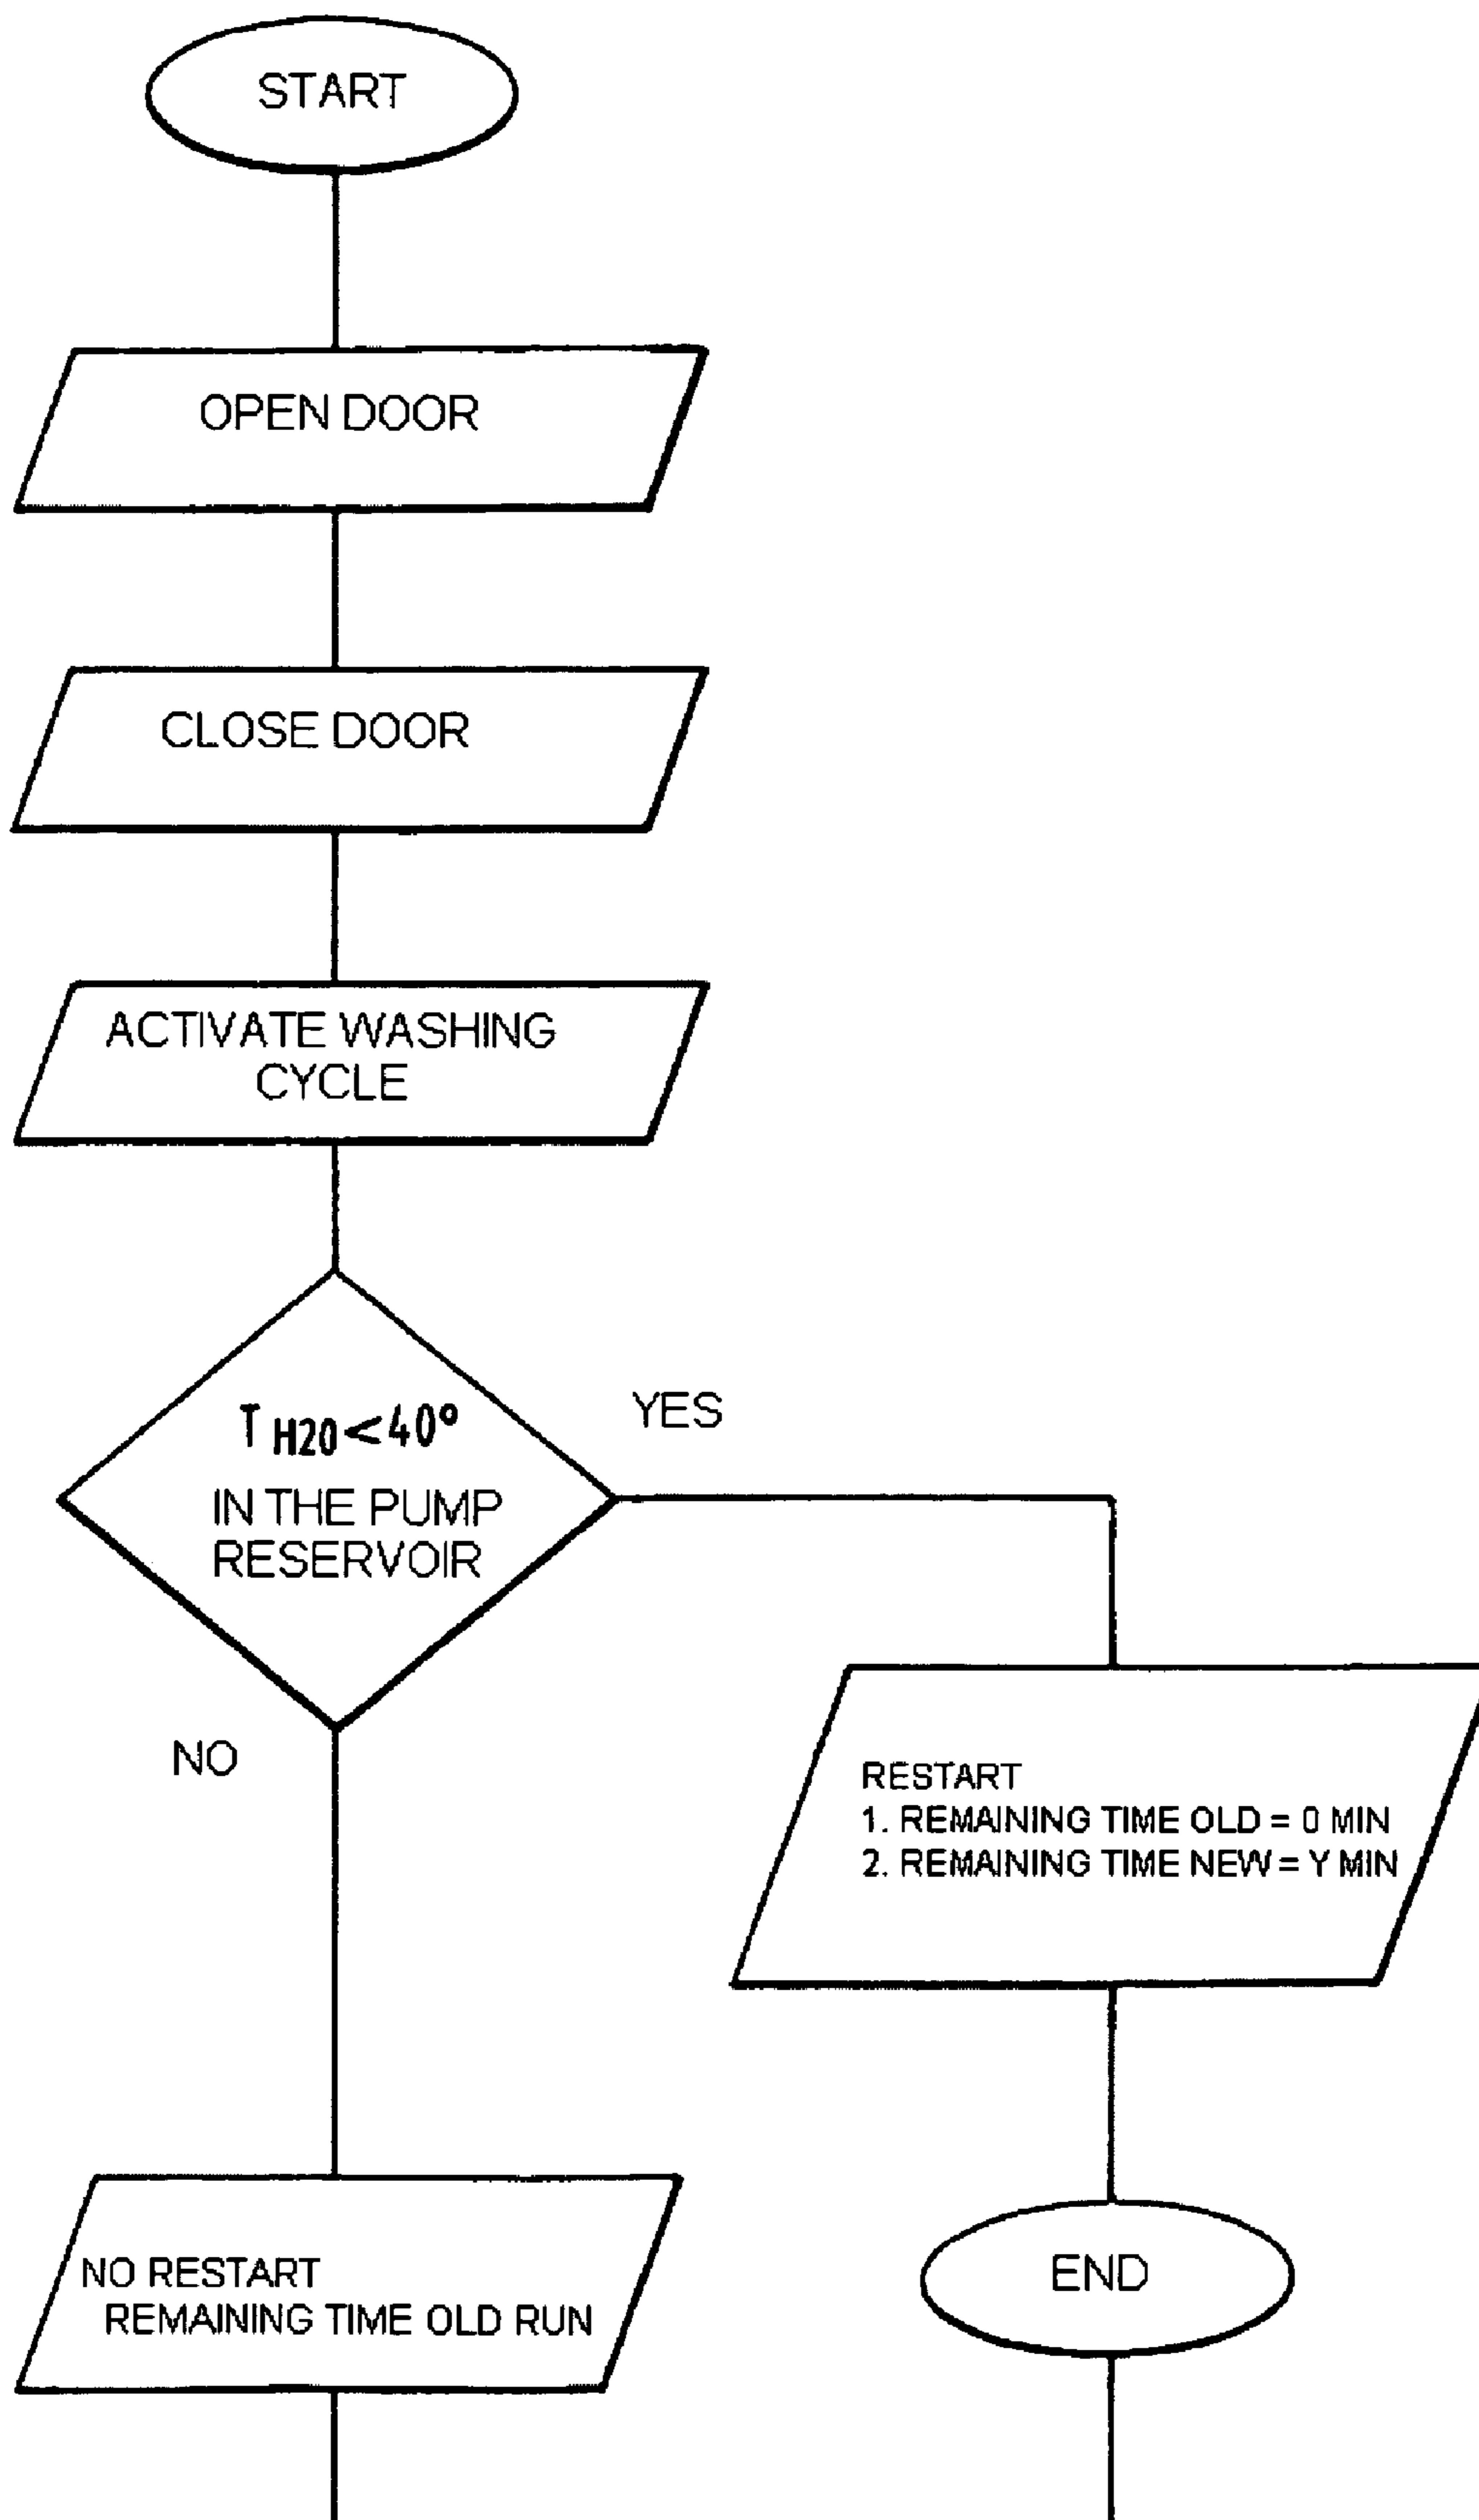 START
OPEN DOOR
CLOSE DOOR
ACTIVATE WASHING
CYCLE
T H20 < 40°
IN THE PUMP
RESERVOIR
YES
NO
RESTART
1. REMAINING TIME OLD = 0 MIN
2. REMAINING TIME NEW = Y MIN
NO RESTART
REMAINING TIME OLD RUN
END